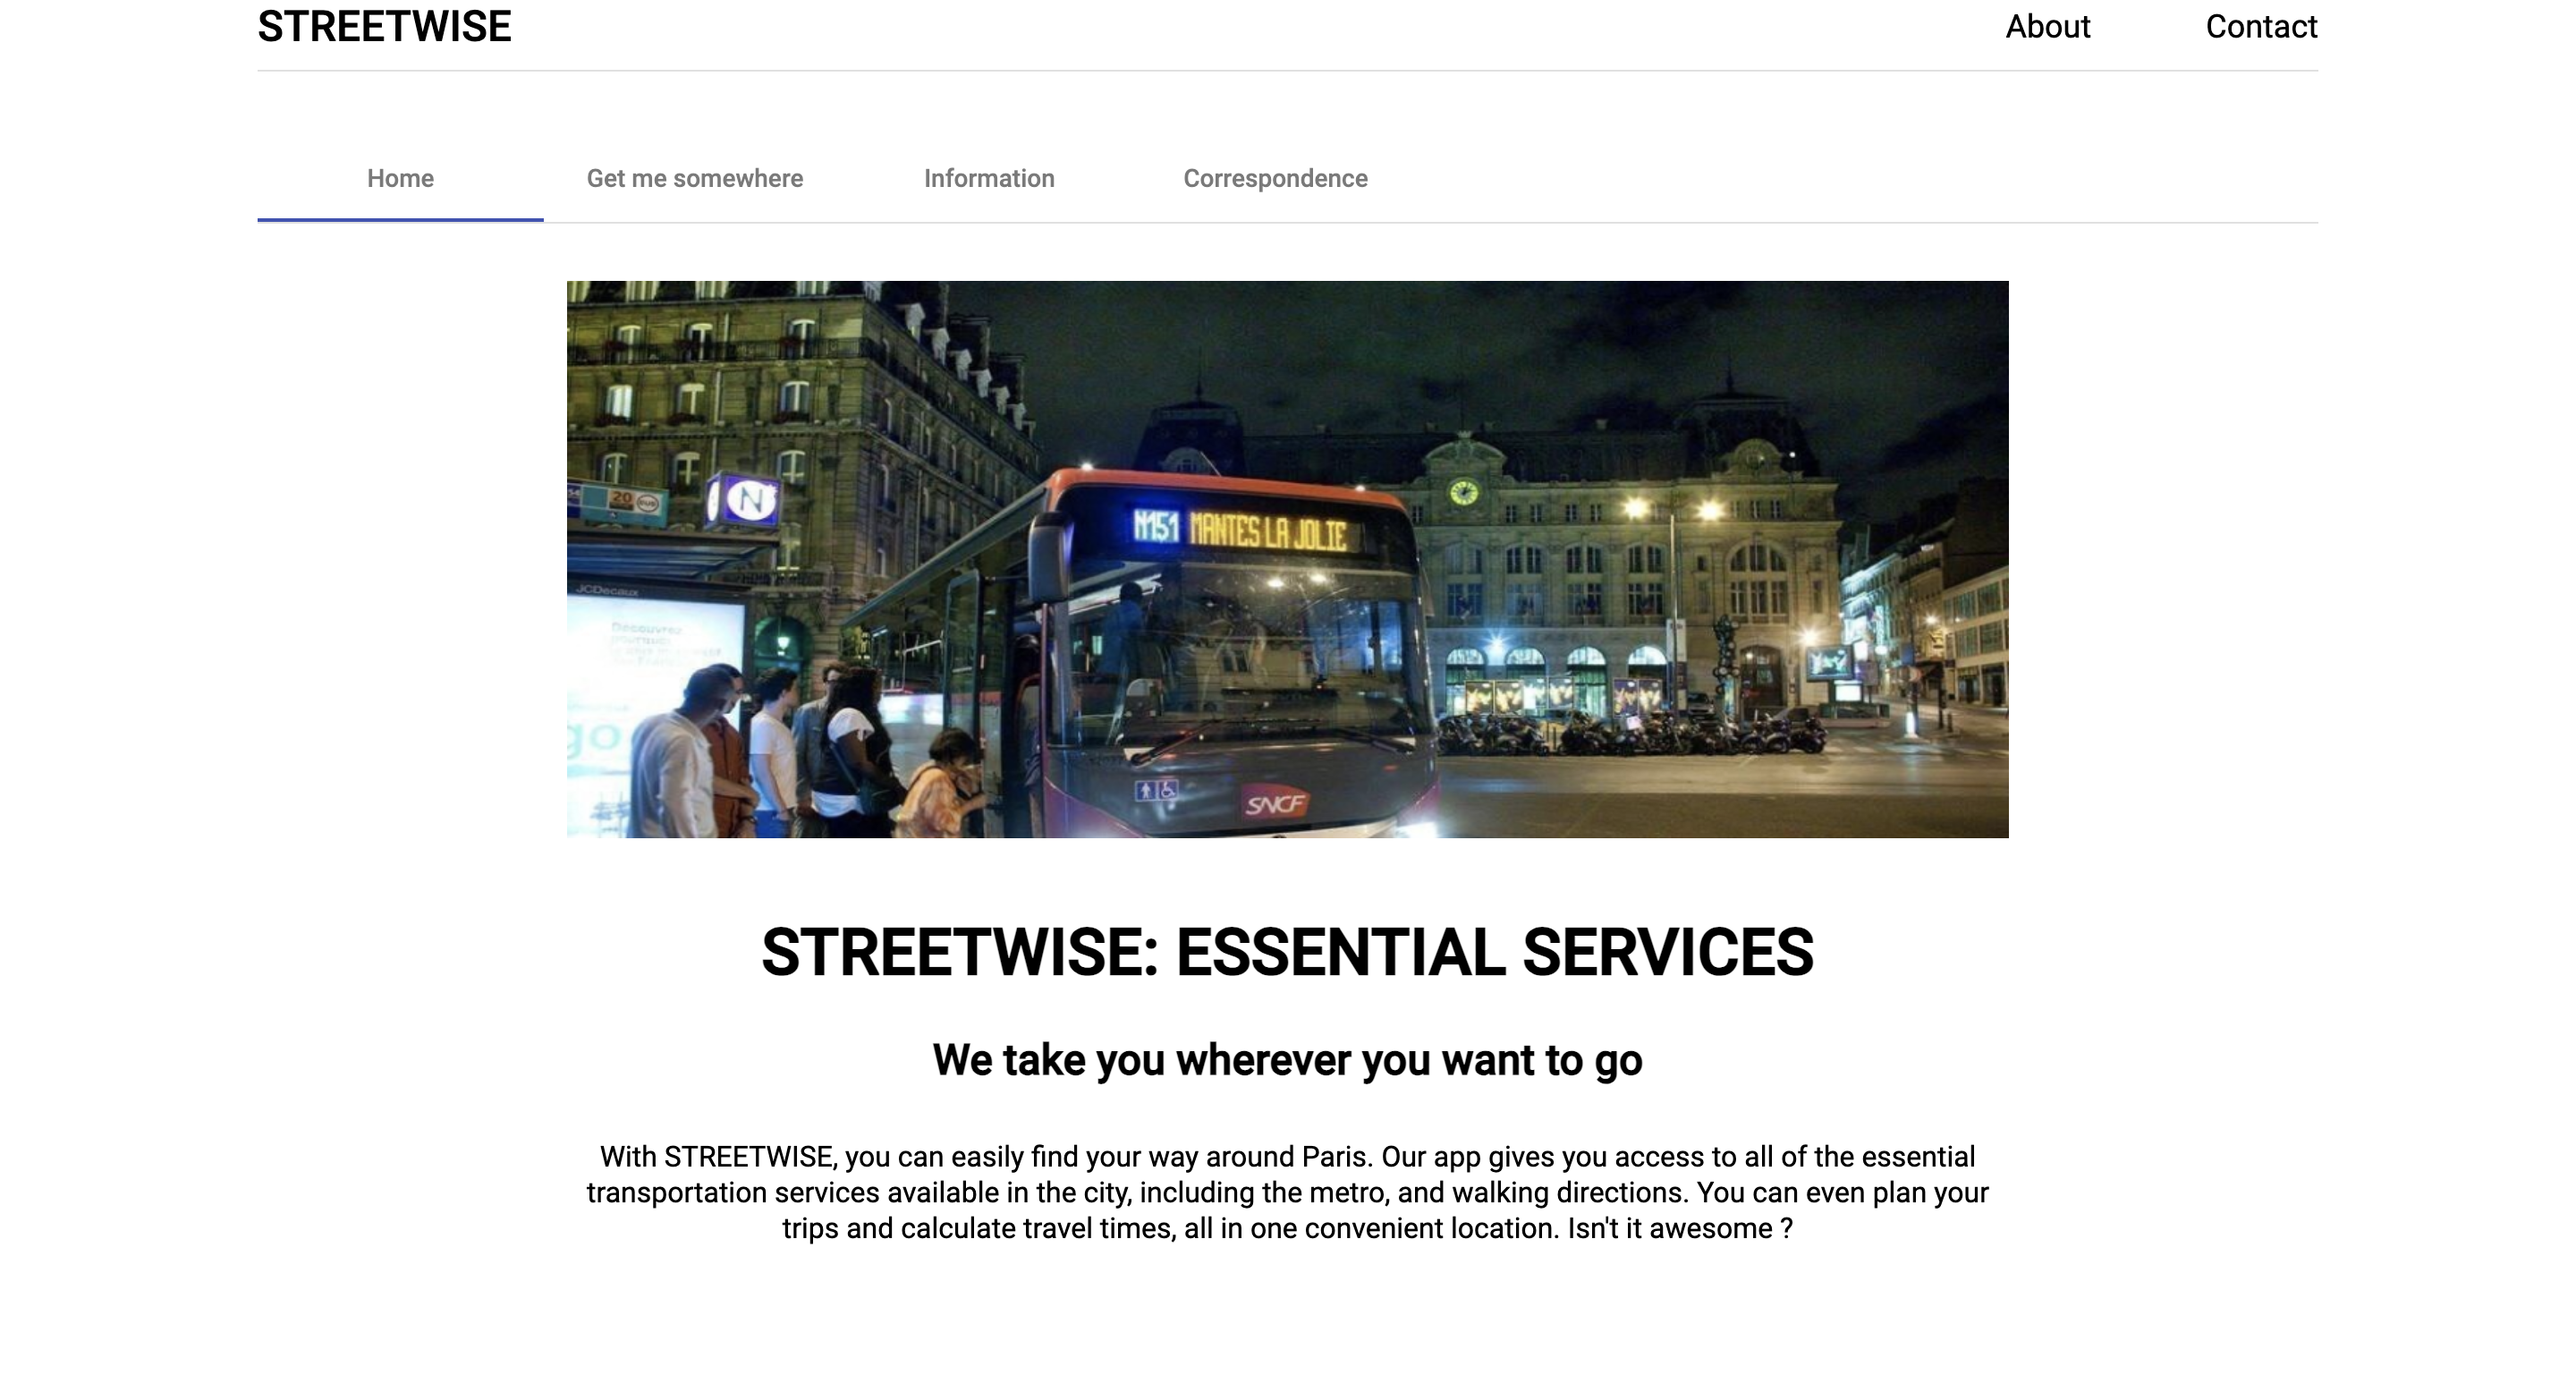 STREETWISE
About
Contact
Home
Get me somewhere
Information
Correspondence
20
N
N151 MANTES LA JOLIE
JCDecaux
Découvrez
pourquoi
go
SNCF
STREETWISE: ESSENTIAL SERVICES
We take you wherever you want to go
With STREETWISE, you can easily find your way around Paris. Our app gives you access to all of the essential
transportation services available in the city, including the metro, and walking directions. You can even plan your
trips and calculate travel times, all in one convenient location. Isn't it awesome ?